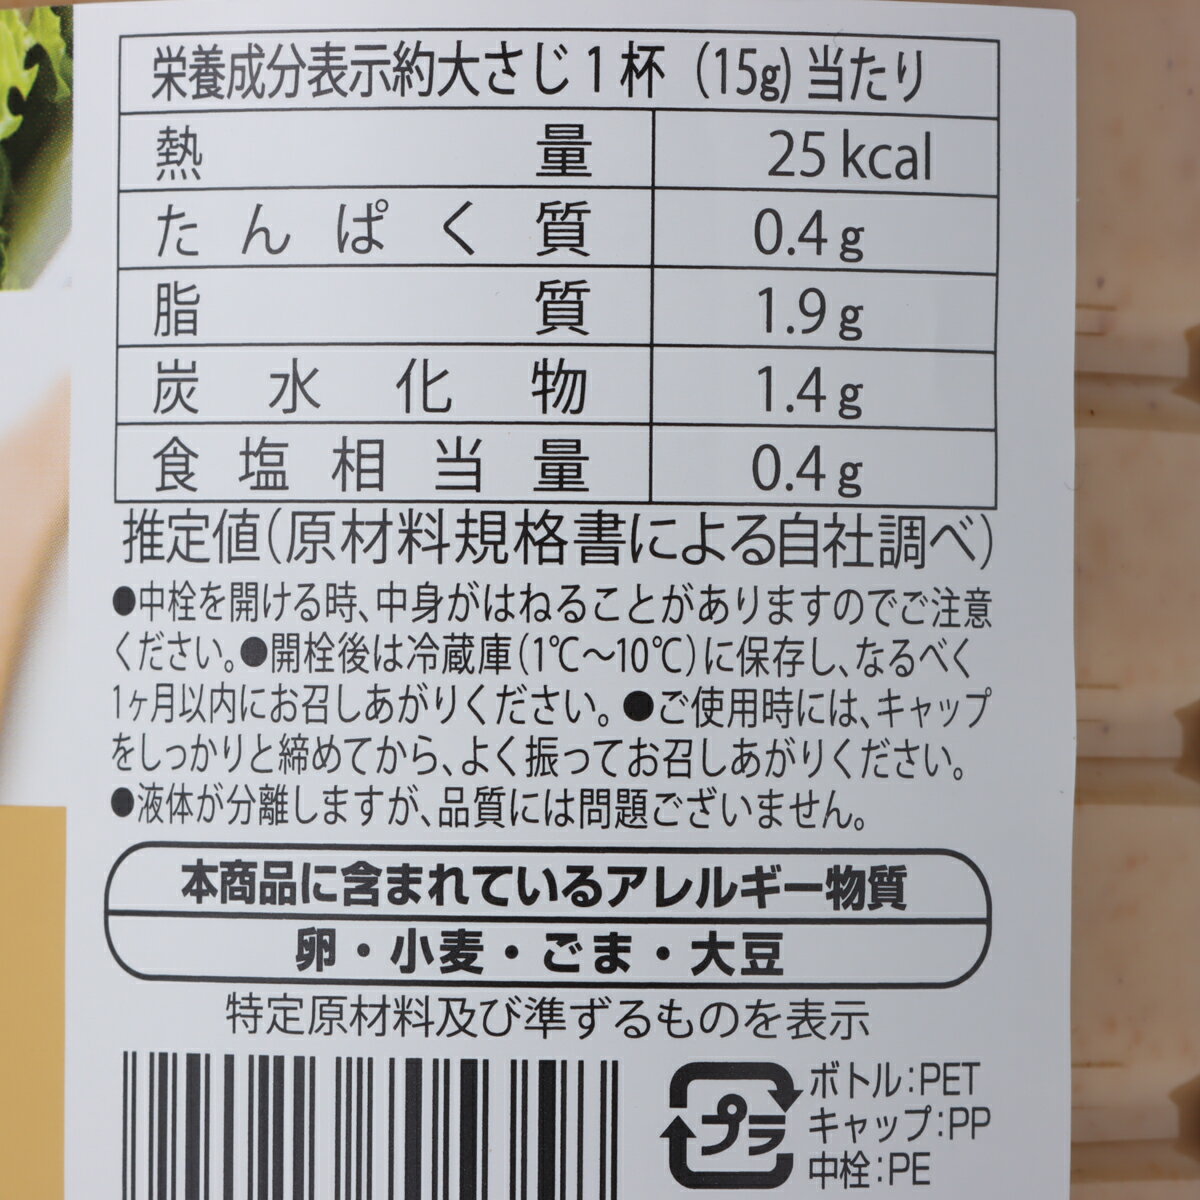 栄養成分表示約大さじ1杯(15g)当たり
熱量 25kcal
たんぱく質 0.4g
脂質 1.9g
炭水化物 1.4g
食塩相当量 0.4g
推定値(原材料規格書による自社調べ)
●中栓を開ける時、中身がはねることがありますのでご注意
ください。●開栓後は冷蔵庫(1℃〜10℃)に保存し、なるべく
1ヶ月以内にお召しあがりください。●ご使用時には、キャップ
をしっかりと締めてから、よく振ってお召しあがりください。
●液体が分離しますが、品質には問題ございません。
本商品に含まれているアレルギー物質
卵・小麦・ごま・大豆
特定原材料及び準ずるものを表示
プラ
ボトル:PET
キャップ:PP
中栓:PE